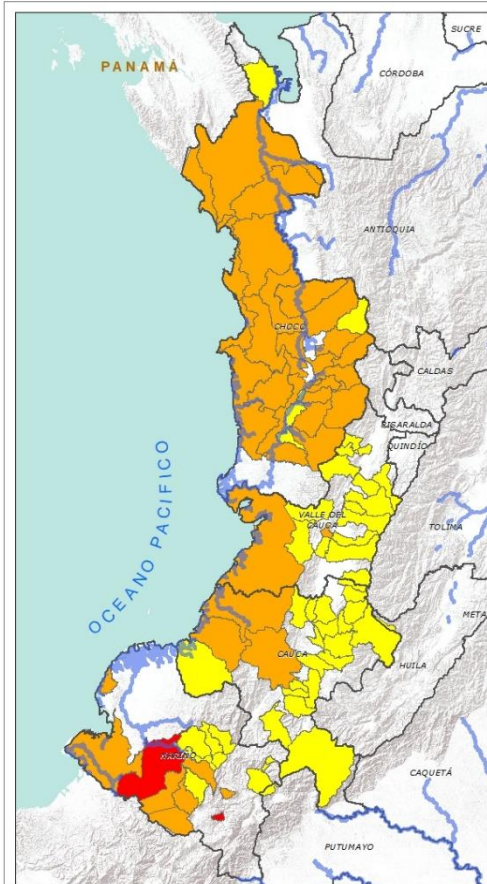 SUCRE
PANAMÁ
CÓRDOBA
ANTIOQUIA
CHOCÓ
CALDAS
RISARALDA
QUINDÍO
OCEANO PACIFICO
VALLE DEL
CAUCA
TOLIMA
META
CAUCA
HUILA
NARIÑO
CAQUETÁ
PUTUMAYO